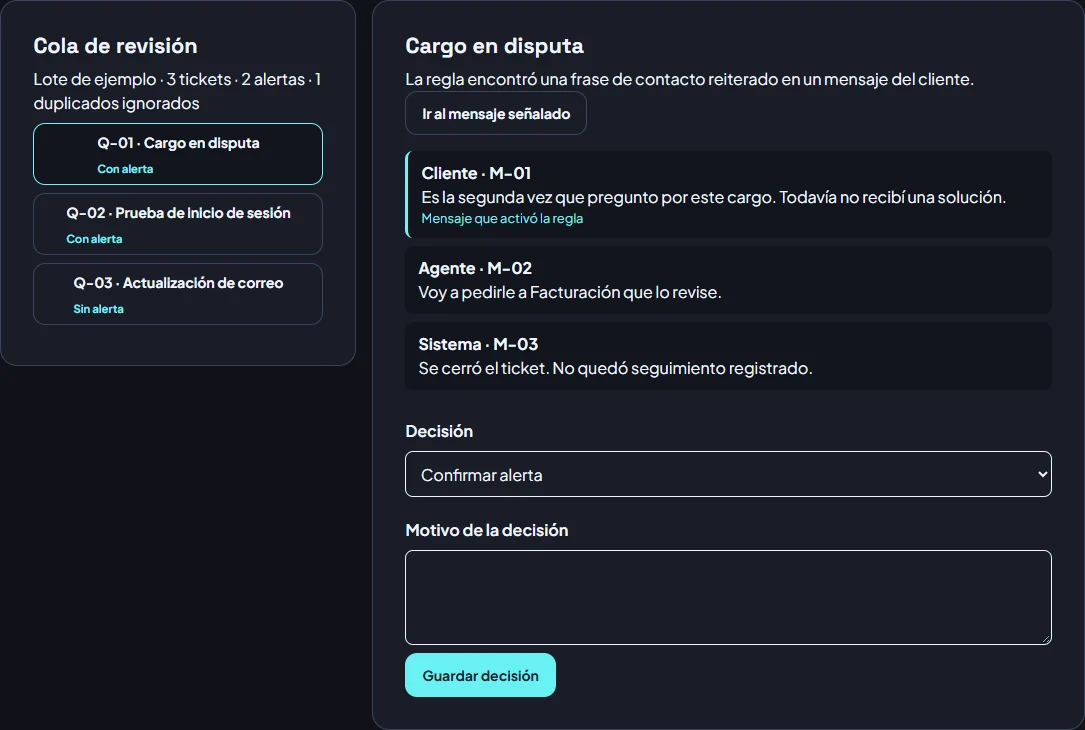 Cola de revisión
Lote de ejemplo · 3 tickets · 2 alertas · 1
duplicados ignorados
Q-01 · Cargo en disputa
Con alerta
Q-02 · Prueba de inicio de sesión
Con alerta
Q-03 · Actualización de correo
Sin alerta
Cargo en disputa
La regla encontró una frase de contacto reiterado en un mensaje del cliente.
Ir al mensaje señalado
Cliente · M-01
Es la segunda vez que pregunto por este cargo. Todavía no recibí una solución.
Mensaje que activó la regla
Agente · M-02
Voy a pedirle a Facturación que lo revise.
Sistema · M-03
Se cerró el ticket. No quedó seguimiento registrado.
Decisión
Confirmar alerta
Motivo de la decisión
Guardar decisión